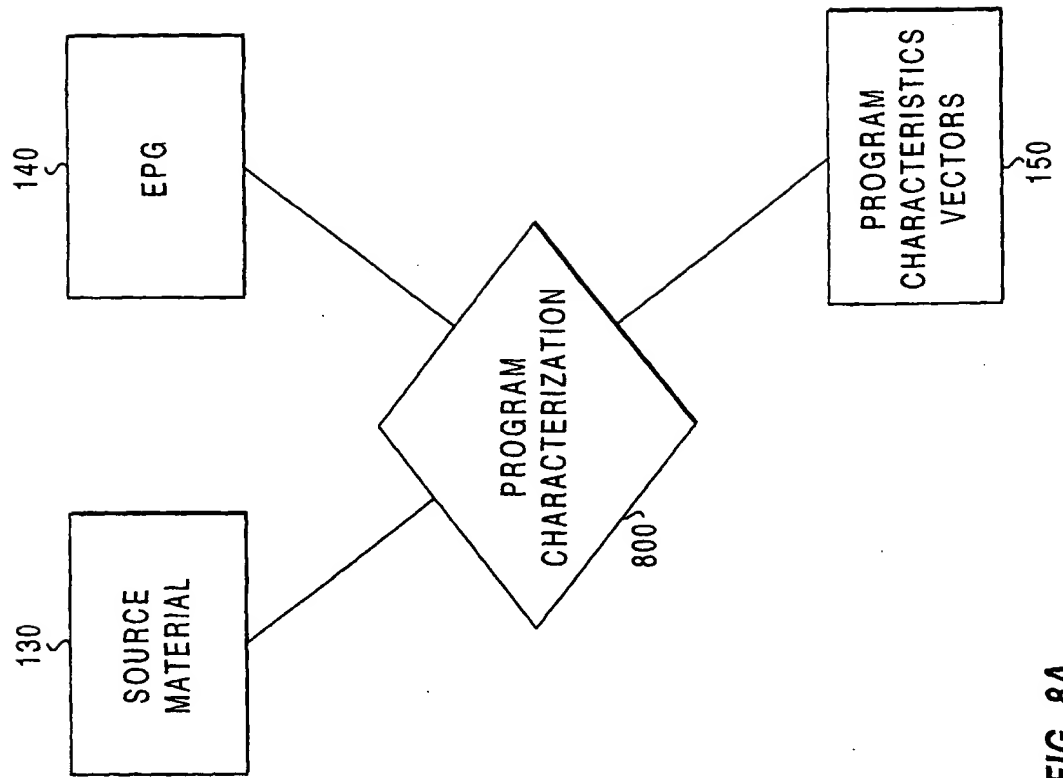 130
SOURCE
MATERIAL
140
EPG
PROGRAM
CHARACTERIZATION
800
PROGRAM
CHARACTERISTICS
VECTORS
150
FIG. 8A